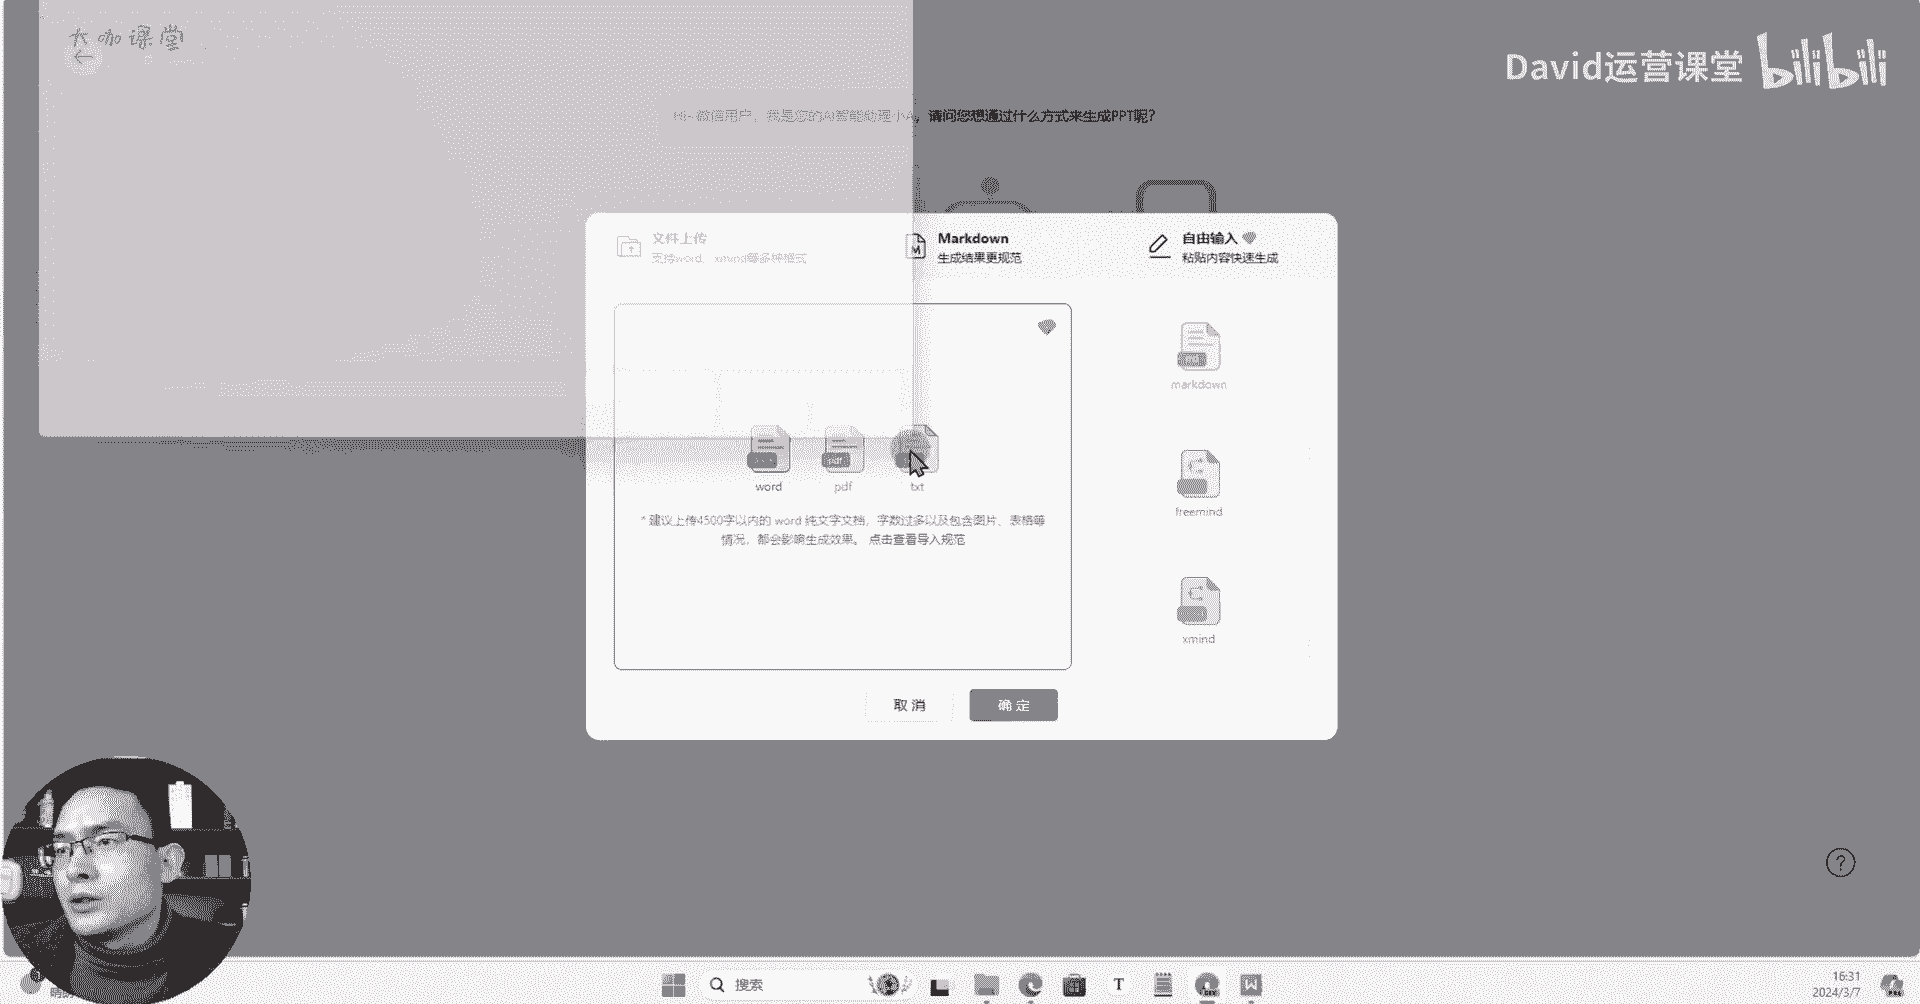 大咖课堂
David运营课堂 bilibili
Hi~ 微信用户，我是您的AI智能助理小A，请问您想通过什么方式来生成PPT呢？
文件上传
支持word、xmind等多种格式
Markdown
生成结果更规范
自由输入
粘贴内容快速生成
word
pdf
pdf
txt
* 建议上传4500字以内的 word 纯文字文档，字数过多以及包含图片、表格等
情况，都会影响生成效果。 点击查看导入规范
md
markdown
freemind
xmind
取消
确定
搜索
16:31
2024/3/7